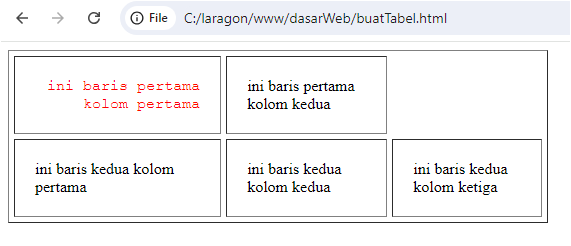 File C:/laragon/www/dasarWeb/buatTabel.html
ini baris pertama
kolom pertama
ini baris pertama
kolom kedua
ini baris kedua kolom
pertama
ini baris kedua
kolom kedua
ini baris kedua
kolom ketiga